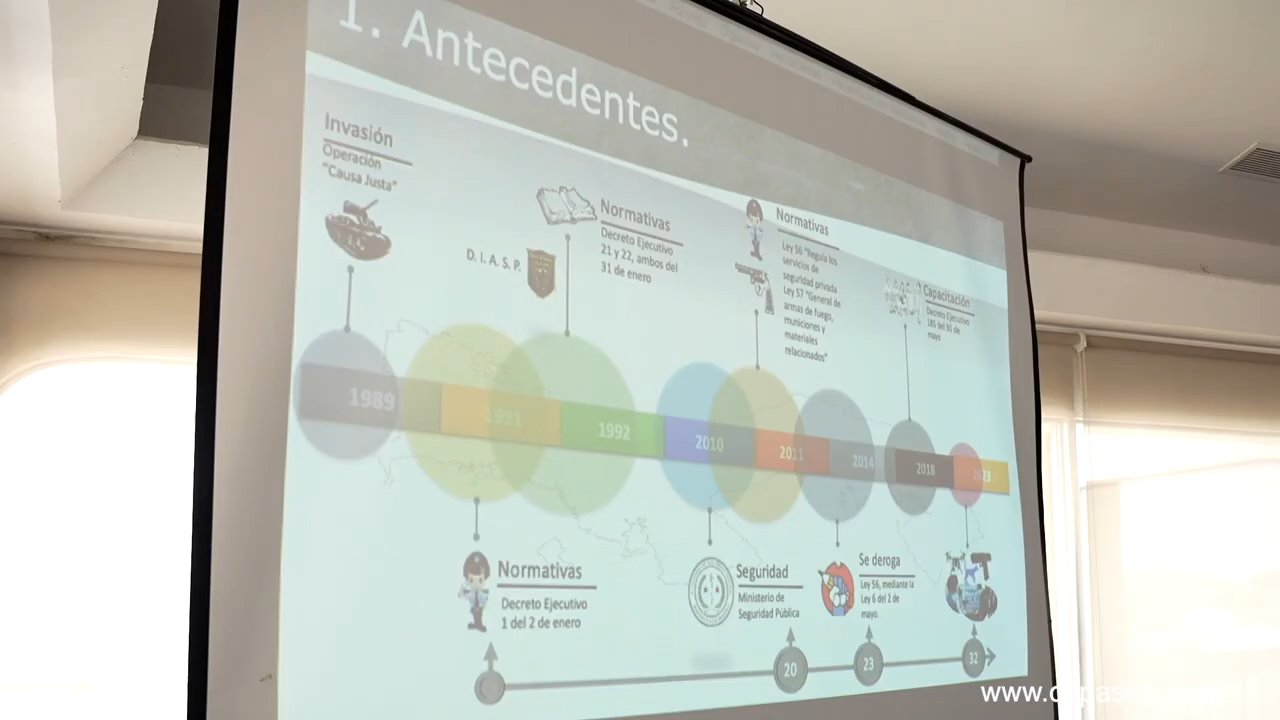 1. Antecedentes.
Invasión
Operación
"Causa Justa"
D. I. A. S. P.
Normativas
Decreto Ejecutivo
21 y 22, ambos del
31 de enero
Normativas
Ley 56 "Regula los
servicios de
seguridad privada
Ley 57 "General de
armas de fuego,
municiones y
materiales
relacionados"
Capacitación
Decreto Ejecutivo
185 del 30 de
mayo
1989
1991
1992
2010
2011
2014
2018
Normativas
Decreto Ejecutivo
1 del 2 de enero
Seguridad
Ministerio de
Seguridad Pública
Se deroga
Ley 56, mediante la
Ley 6 del 2 de
mayo.
20
23
32